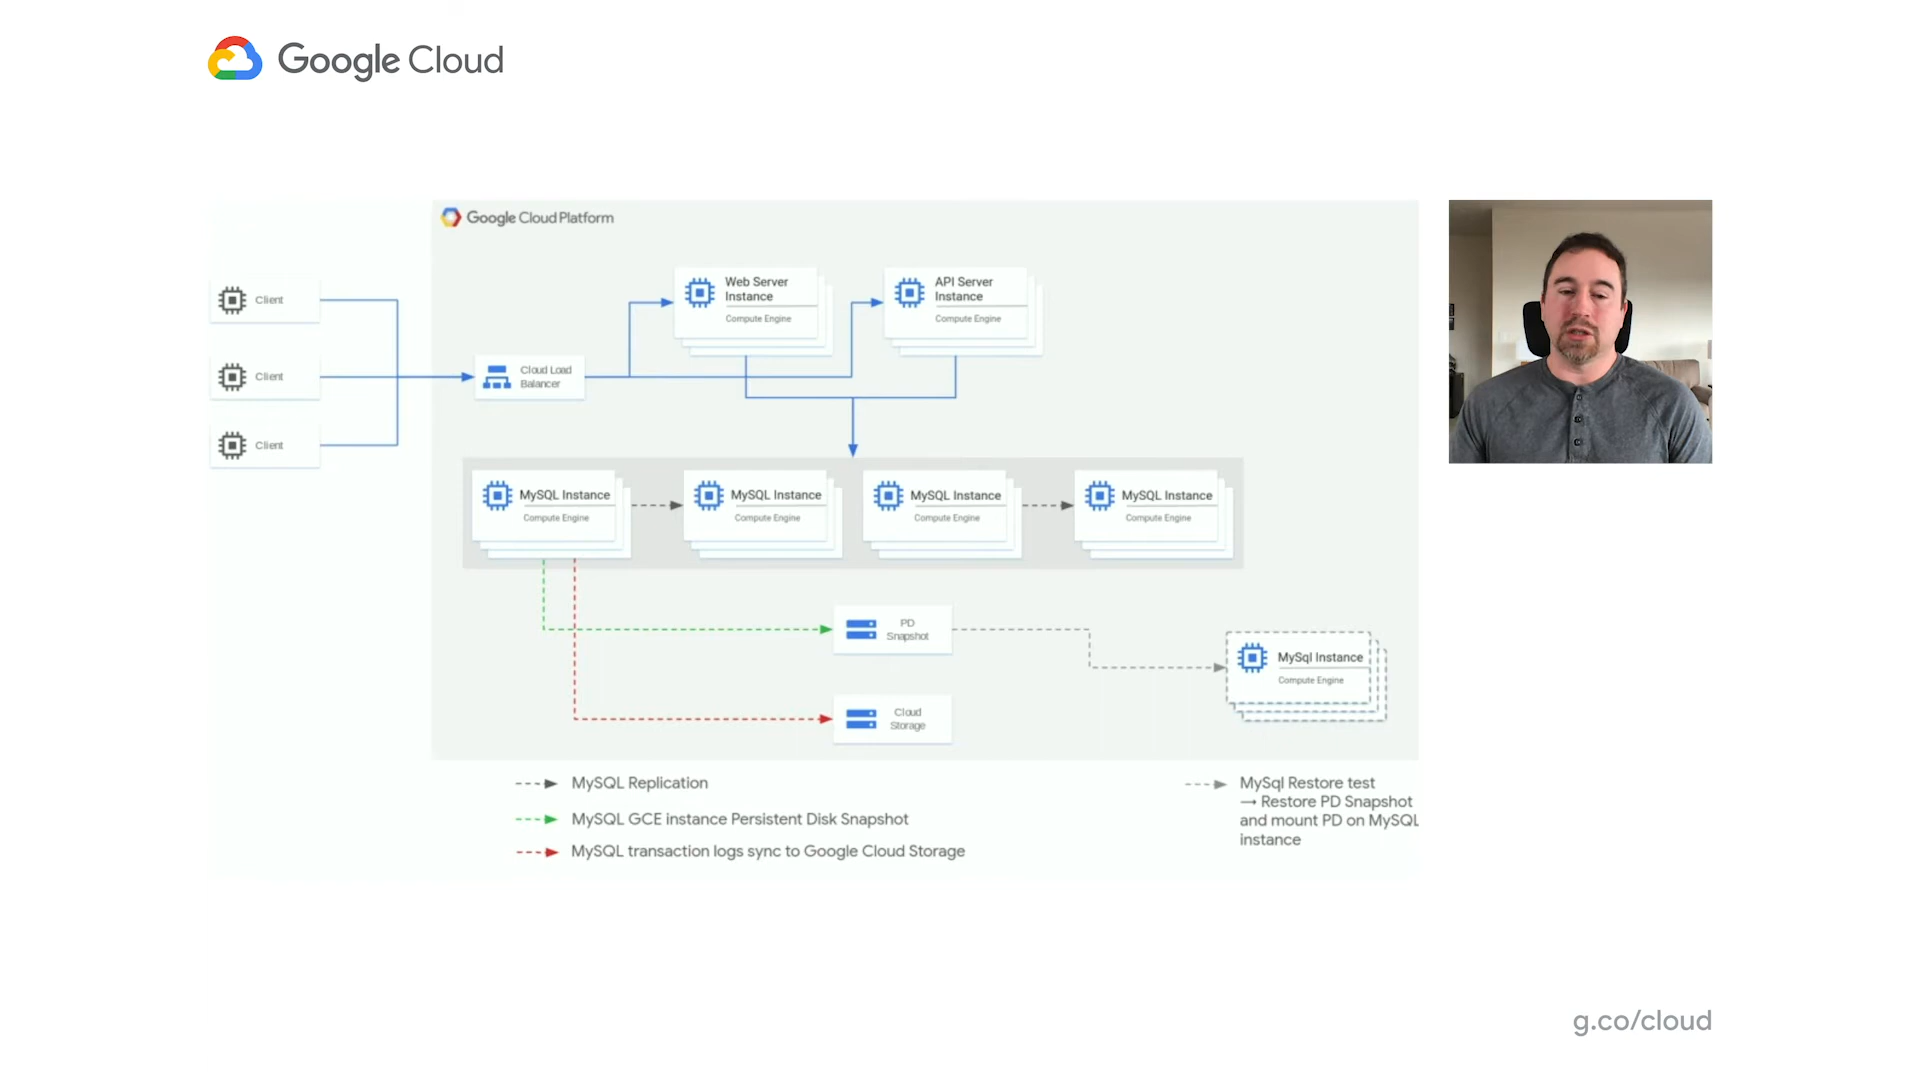 Google Cloud
Google Cloud Platform
Client
Client
Client
Cloud Load
Balancer
Web Server
Instance
Compute Engine
API Server
Instance
Compute Engine
MySQL Instance
Compute Engine
MySQL Instance
Compute Engine
MySQL Instance
Compute Engine
MySQL Instance
Compute Engine
PD
Snapshot
Cloud
Storage
MySql Instance
Compute Engine
MySQL Replication
MySQL GCE instance Persistent Disk Snapshot
MySQL transaction logs sync to Google Cloud Storage
MySql Restore test
→ Restore PD Snapshot
and mount PD on MySQL
instance
g.co/cloud